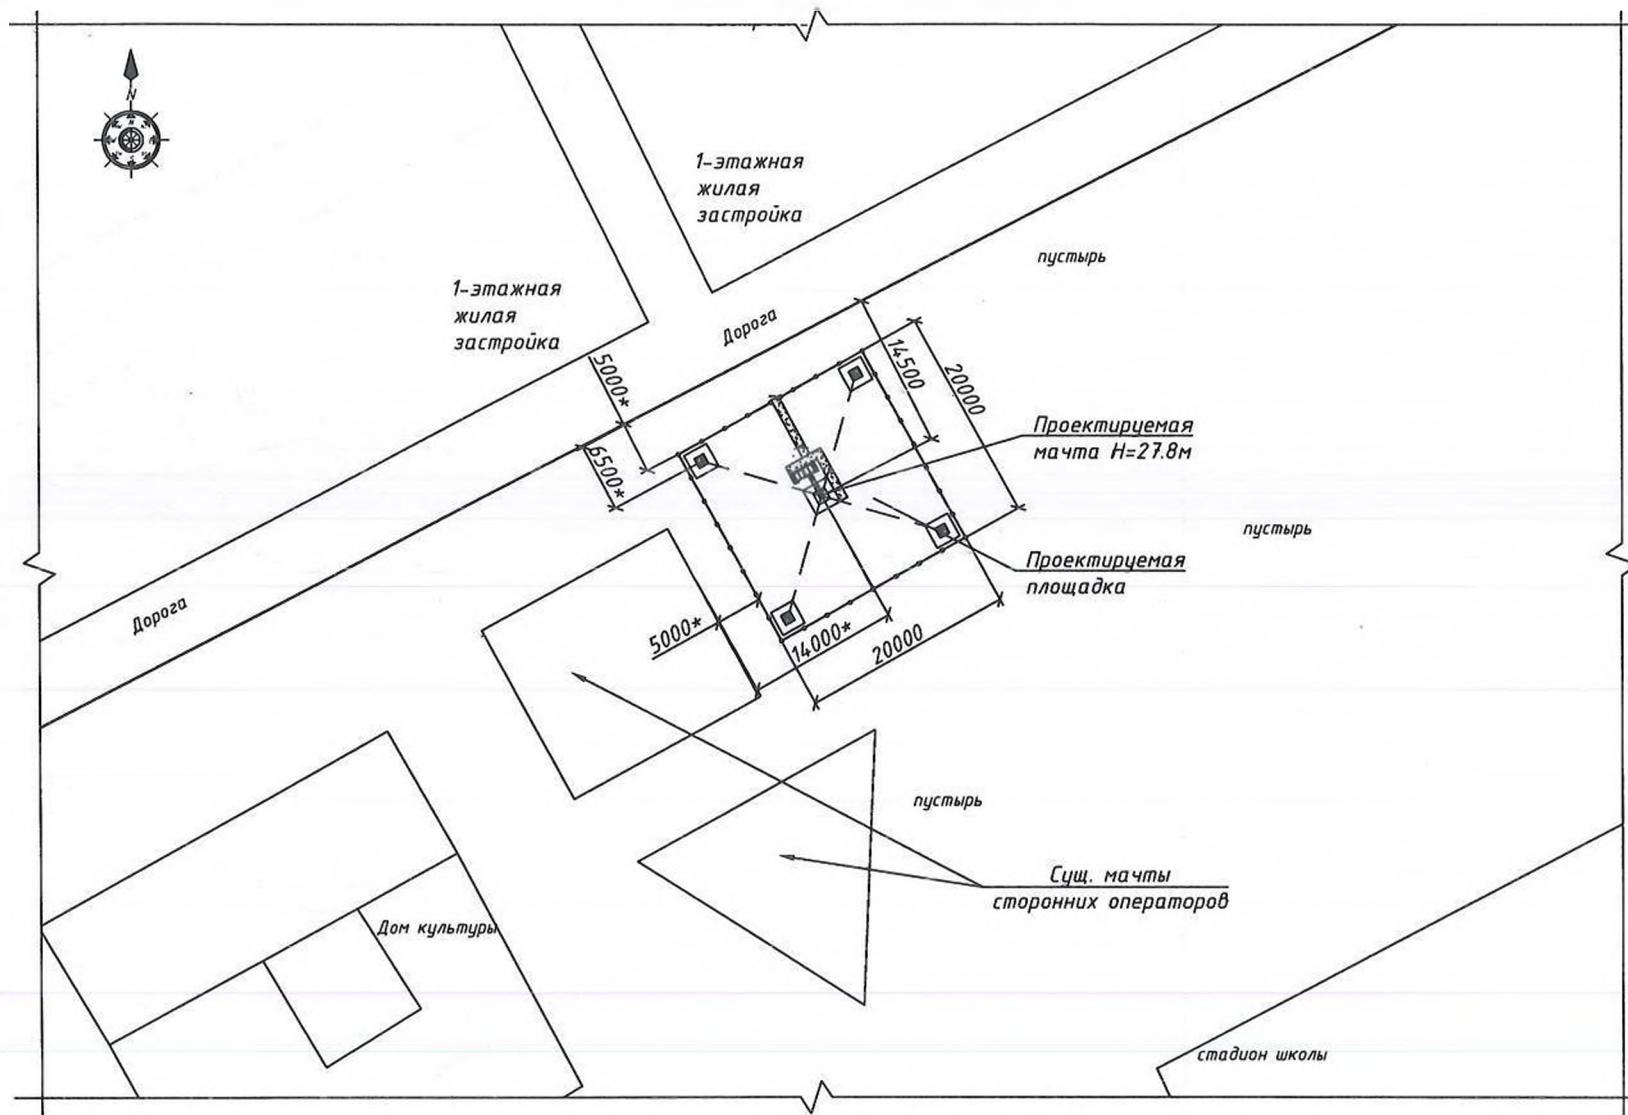 N
1-этажная
жилая
застройка
пустырь
1-этажная
жилая
застройка
Дорога
5000*
14500
20000
6500*
Проектируемая
мачта Н=27.8м
пустырь
Проектируемая
площадка
Дорога
5000*
14000*
20000
пустырь
Сущ. мачты
сторонних операторов
Дом культуры
стадион школы